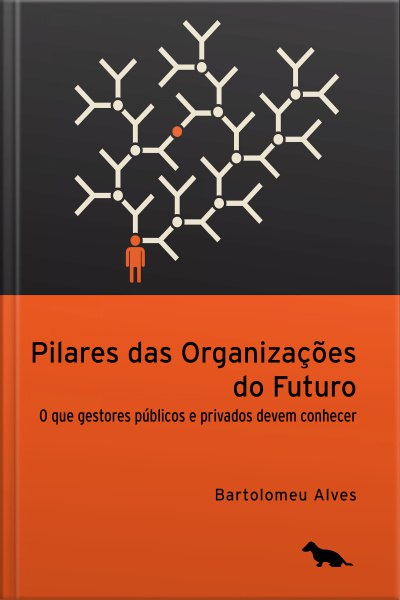 Pilares das Organizações
do Futuro
O que gestores públicos e privados devem conhecer
Bartolomeu Alves